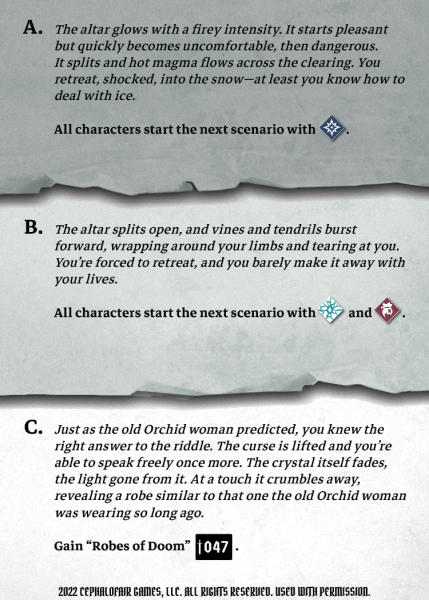 A. The altar glows with a firey intensity. It starts pleasant
but quickly becomes uncomfortable, then dangerous.
It splits and hot magma flows across the clearing. You
retreat, shocked, into the snow—at least you know how to
deal with ice.
All characters start the next scenario with .
B. The altar splits open, and vines and tendrils burst
forward, wrapping around your limbs and tearing at you.
You're forced to retreat, and you barely make it away with
your lives.
All characters start the next scenario with and .
C. Just as the old Orchid woman predicted, you knew the
right answer to the riddle. The curse is lifted and you're
able to speak freely once more. The crystal itself fades,
the light gone from it. At a touch it crumbles away,
revealing a robe similar to that one the old Orchid woman
was wearing so long ago.
Gain “Robes of Doom” †047 .
2022 CEPHALOFAIR GAMES, LLC. ALL RIGHTS RESERVED. USED WITH PERMISSION.